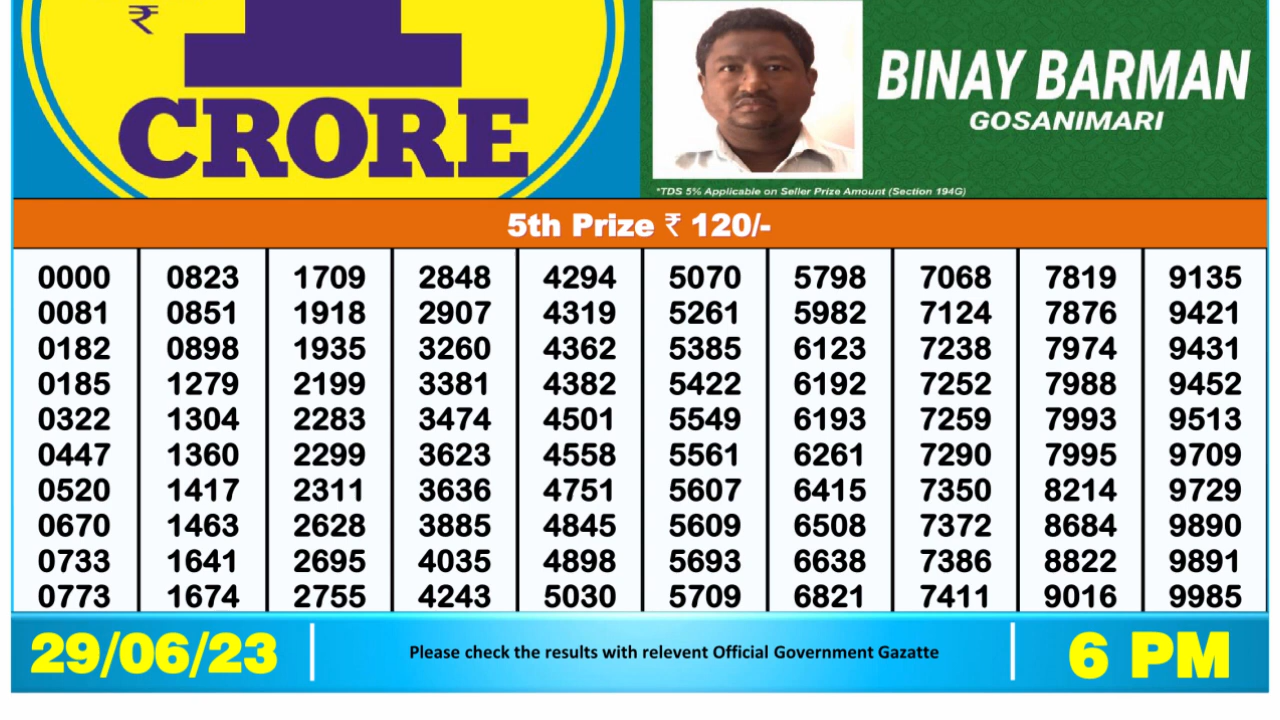 ₹
1
CRORE
BINAY BARMAN
GOSANIMARI
*TDS 5% Applicable on Seller Prize Amount (Section 194G)
5th Prize ₹ 120/-
0000 0823 1709 2848 4294 5070 5798 7068 7819 9135
0081 0851 1918 2907 4319 5261 5982 7124 7876 9421
0182 0898 1935 3260 4362 5385 6123 7238 7974 9431
0185 1279 2199 3381 4382 5422 6192 7252 7988 9452
0322 1304 2283 3474 4501 5549 6193 7259 7993 9513
0447 1360 2299 3623 4558 5561 6261 7290 7995 9709
0520 1417 2311 3636 4751 5607 6415 7350 8214 9729
0670 1463 2628 3885 4845 5609 6508 7372 8684 9890
0733 1641 2695 4035 4898 5693 6638 7386 8822 9891
0773 1674 2755 4243 5030 5709 6821 7411 9016 9985
29/06/23
Please check the results with relevent Official Government Gazatte
6 PM